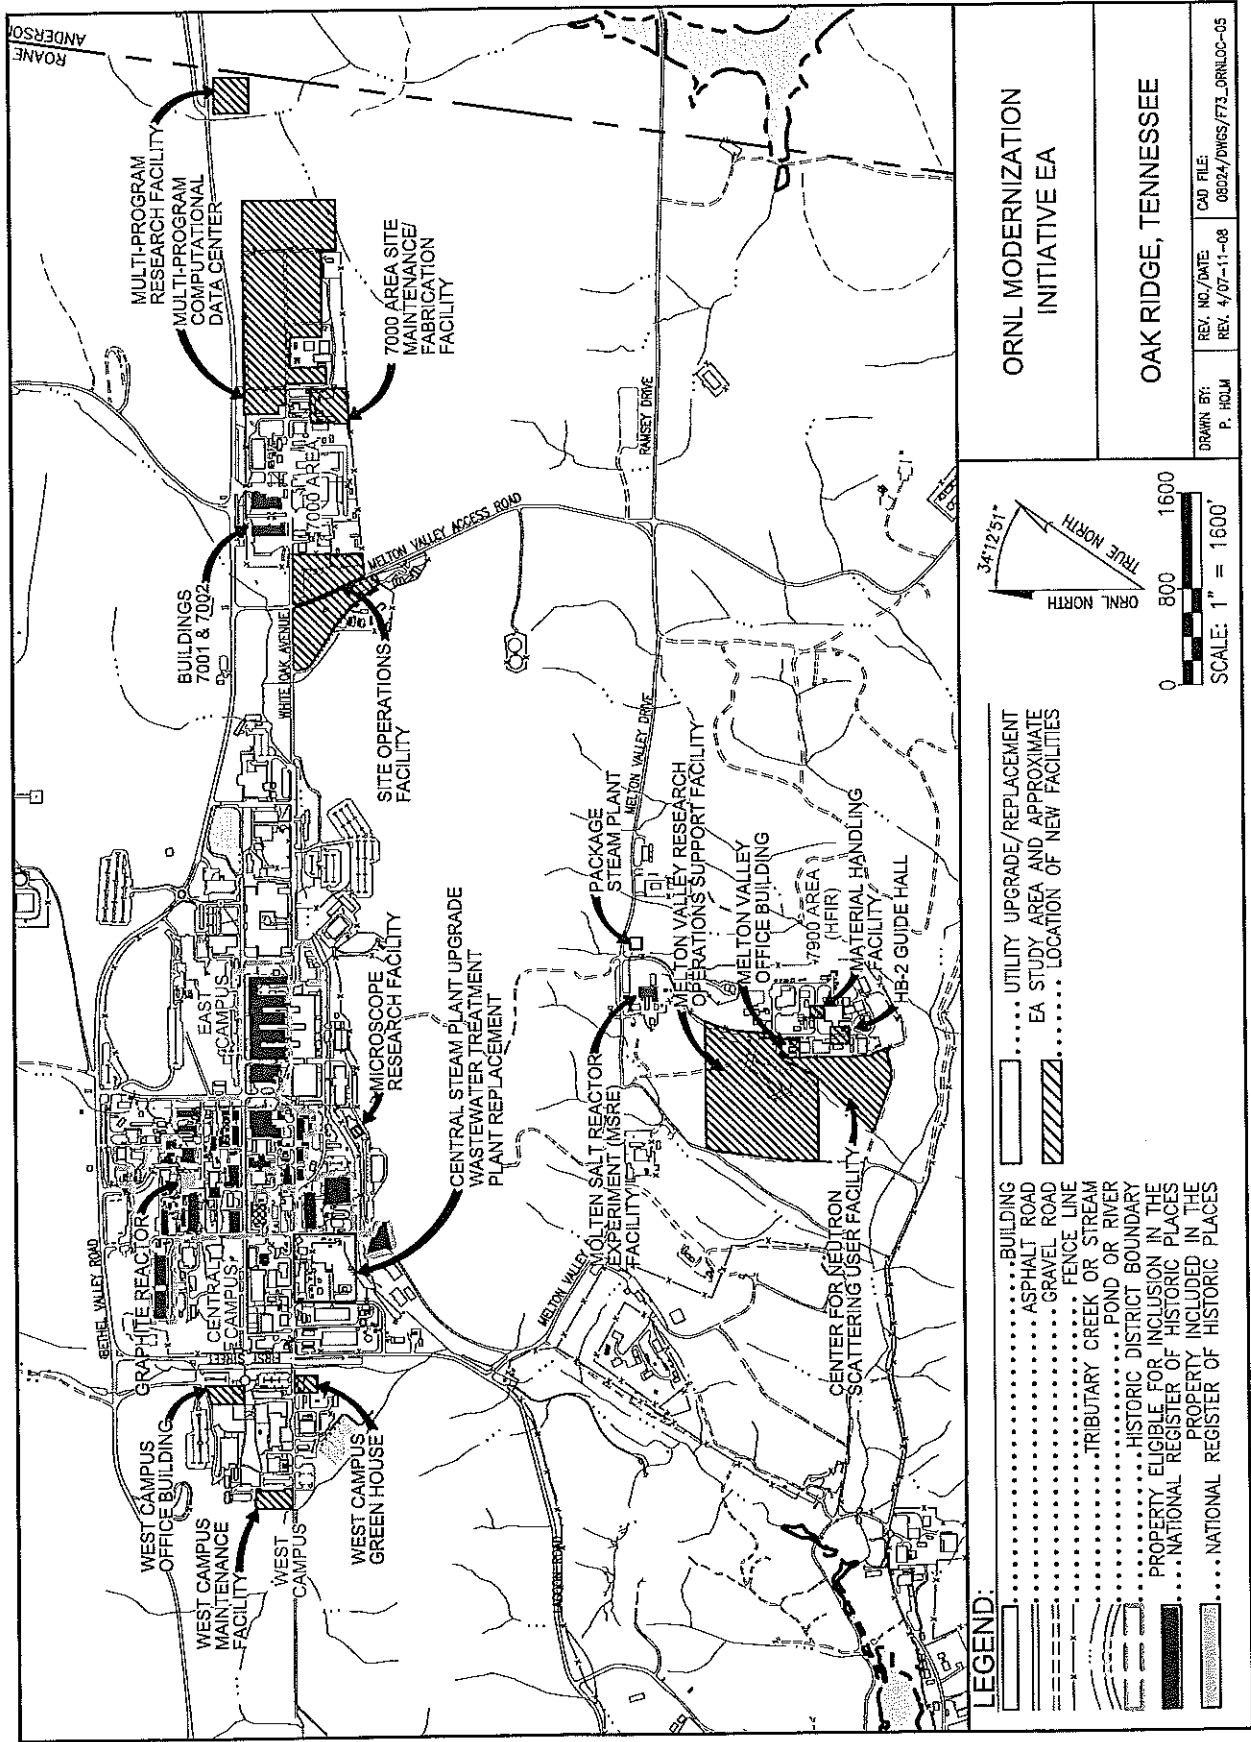 ROANE
ANDERSON
MULTI-PROGRAM
RESEARCH FACILITY
MULTI-PROGRAM
COMPUTATIONAL
DATA CENTER
7000 AREA SITE
MAINTENANCE/
FABRICATION
FACILITY
BUILDINGS
7001 & 7002
7000 AREA
WHITE OAK AVENUE
MELTON VALLEY ACCESS ROAD
SITE OPERATIONS
FACILITY
RAMSEY DRIVE
MELTON VALLEY DRIVE
EAST
CAMPUS
MICROSCOPE
RESEARCH FACILITY
CENTRAL STEAM PLANT UPGRADE
WASTEWATER TREATMENT
PLANT REPLACEMENT
BETHEL VALLEY ROAD
GRAPHITE REACTOR
CENTRAL
CAMPUS
FIRST STREET
WEST CAMPUS
OFFICE BUILDING
WEST CAMPUS
MAINTENANCE
FACILITY
WEST
CAMPUS
WEST CAMPUS
GREEN HOUSE
PACKAGE
STEAM PLANT
MELTON VALLEY RESEARCH
OPERATIONS SUPPORT FACILITY
MELTON VALLEY
OFFICE BUILDING
7900 AREA
(HFIR)
MATERIAL HANDLING
FACILITY
HB-2 GUIDE HALL
MOLTEN SALT REACTOR
EXPERIMENT (MSRE)
FACILITY
MELTON VALLEY
CENTER FOR NEUTRON
SCATTERING USER FACILITY
LAGOON ROAD
LEGEND:
BUILDING
ASPHALT ROAD
GRAVEL ROAD
FENCE LINE
TRIBUTARY CREEK OR STREAM
POND OR RIVER
HISTORIC DISTRICT BOUNDARY
PROPERTY ELIGIBLE FOR INCLUSION IN THE
NATIONAL REGISTER OF HISTORIC PLACES
PROPERTY INCLUDED IN THE
NATIONAL REGISTER OF HISTORIC PLACES
UTILITY UPGRADE/REPLACEMENT
EA STUDY AREA AND APPROXIMATE
LOCATION OF NEW FACILITIES
34°12'51"
ORNL NORTH
TRUE NORTH
0 800 1600
SCALE: 1" = 1600'
ORNL MODERNIZATION
INITIATIVE EA
OAK RIDGE, TENNESSEE
DRAWN BY:
P. HOLM
REV. NO./DATE:
REV. 4/07-11-08
CAD FILE:
08024/DWGS/F73_ORNLOC-05